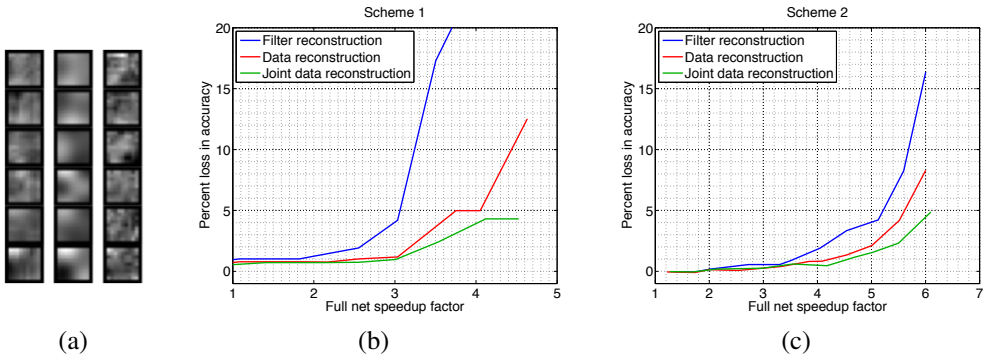 Scheme 1
Filter reconstruction
Data reconstruction
Joint data reconstruction
Percent loss in accuracy
20
15
10
5
0
1 2 3 4 5
Full net speedup factor
Scheme 2
Filter reconstruction
Data reconstruction
Joint data reconstruction
Percent loss in accuracy
20
15
10
5
0
1 2 3 4 5 6 7
Full net speedup factor
(a) (b) (c)